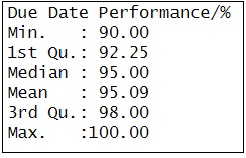 Due Date Performance/%
Min.   : 90.00
1st Qu.: 92.25
Median : 95.00
Mean   : 95.09
3rd Qu.: 98.00
Max.   :100.00